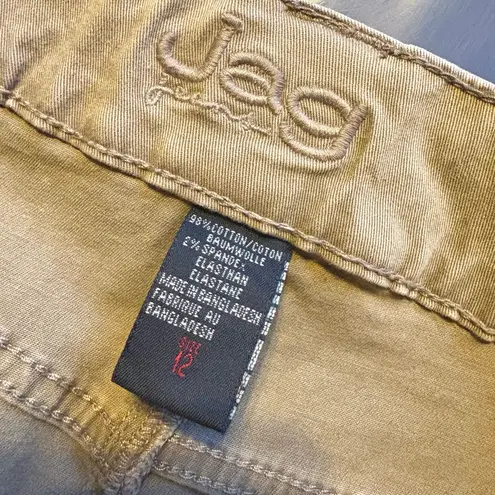 Jag
jeans
98% COTTON/COTON
BAUMWOLLE
2% SPANDEX
ELASTHAN
ELASTANE
MADE IN BANGLADESH
FABRIQUE AU
BANGLADESH
SIZE
12